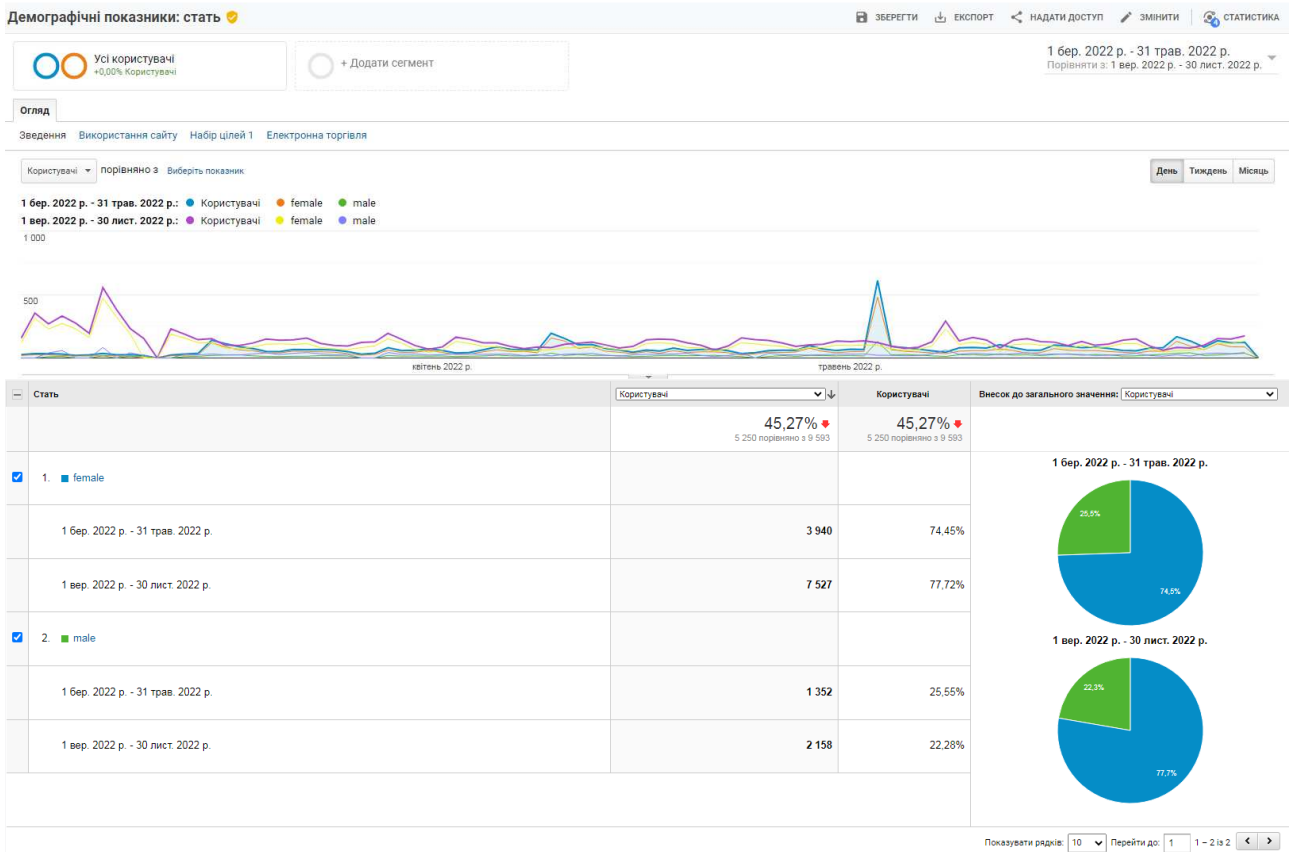 Демографічні показники: стать
ЗБЕРЕГТИ ЕКСПОРТ НАДАТИ ДОСТУП ЗМІНИТИ 4 СТАТИСТИКА
Усі користувачі
+0,00% Користувачі
+ Додати сегмент
1 бер. 2022 р. - 31 трав. 2022 р.
Порівняти з: 1 вер. 2022 р. - 30 лист. 2022 р.
Огляд
Зведення Використання сайту Набір цілей 1 Електронна торгівля
Користувачі порівняно з Виберіть показник
День Тиждень Місяць
1 бер. 2022 р. - 31 трав. 2022 р.: Користувачі female male
1 вер. 2022 р. - 30 лист. 2022 р.: Користувачі female male
1 000
500
квітень 2022 р. травень 2022 р.
Стать Користувачі Користувачі Внесок до загального значення: Користувачі
45,27% 45,27%
5 250 порівняно з 9 593 5 250 порівняно з 9 593
1. female
1 бер. 2022 р. - 31 трав. 2022 р. 3 940 74,45%
1 вер. 2022 р. - 30 лист. 2022 р. 7 527 77,72%
2. male
1 бер. 2022 р. - 31 трав. 2022 р. 1 352 25,55%
1 вер. 2022 р. - 30 лист. 2022 р. 2 158 22,28%
1 бер. 2022 р. - 31 трав. 2022 р.
25,5%
74,5%
1 вер. 2022 р. - 30 лист. 2022 р.
22,3%
77,7%
Показувати рядків: 10 Перейти до: 1 1 – 2 із 2